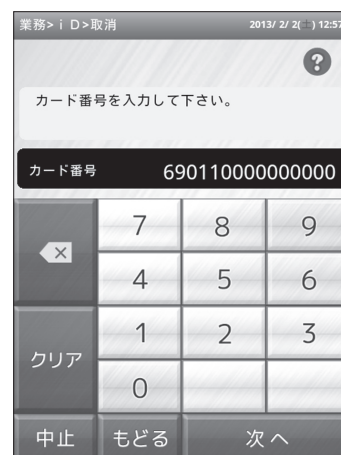 業務>iD>取消
2013/ 2/ 2(土) 12:57
?
カード番号を入力して下さい。
カード番号 690110000000000
7 8 9
4 5 6
クリア
1 2 3
0
中止 もどる 次へ